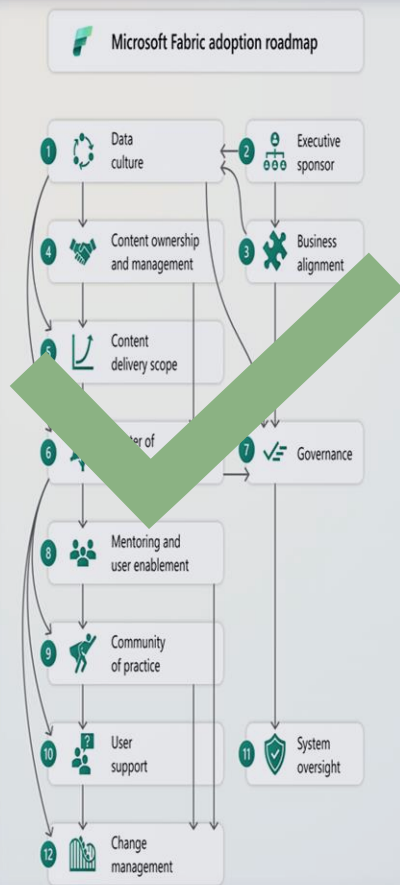 Microsoft Fabric adoption roadmap
1
Data
culture
2
Executive
sponsor
3
Business
alignment
4
Content ownership
and management
5
Content
delivery scope
6
of
7
Governance
8
Mentoring and
user enablement
9
Community
of practice
10
User
support
11
System
oversight
12
Change
management